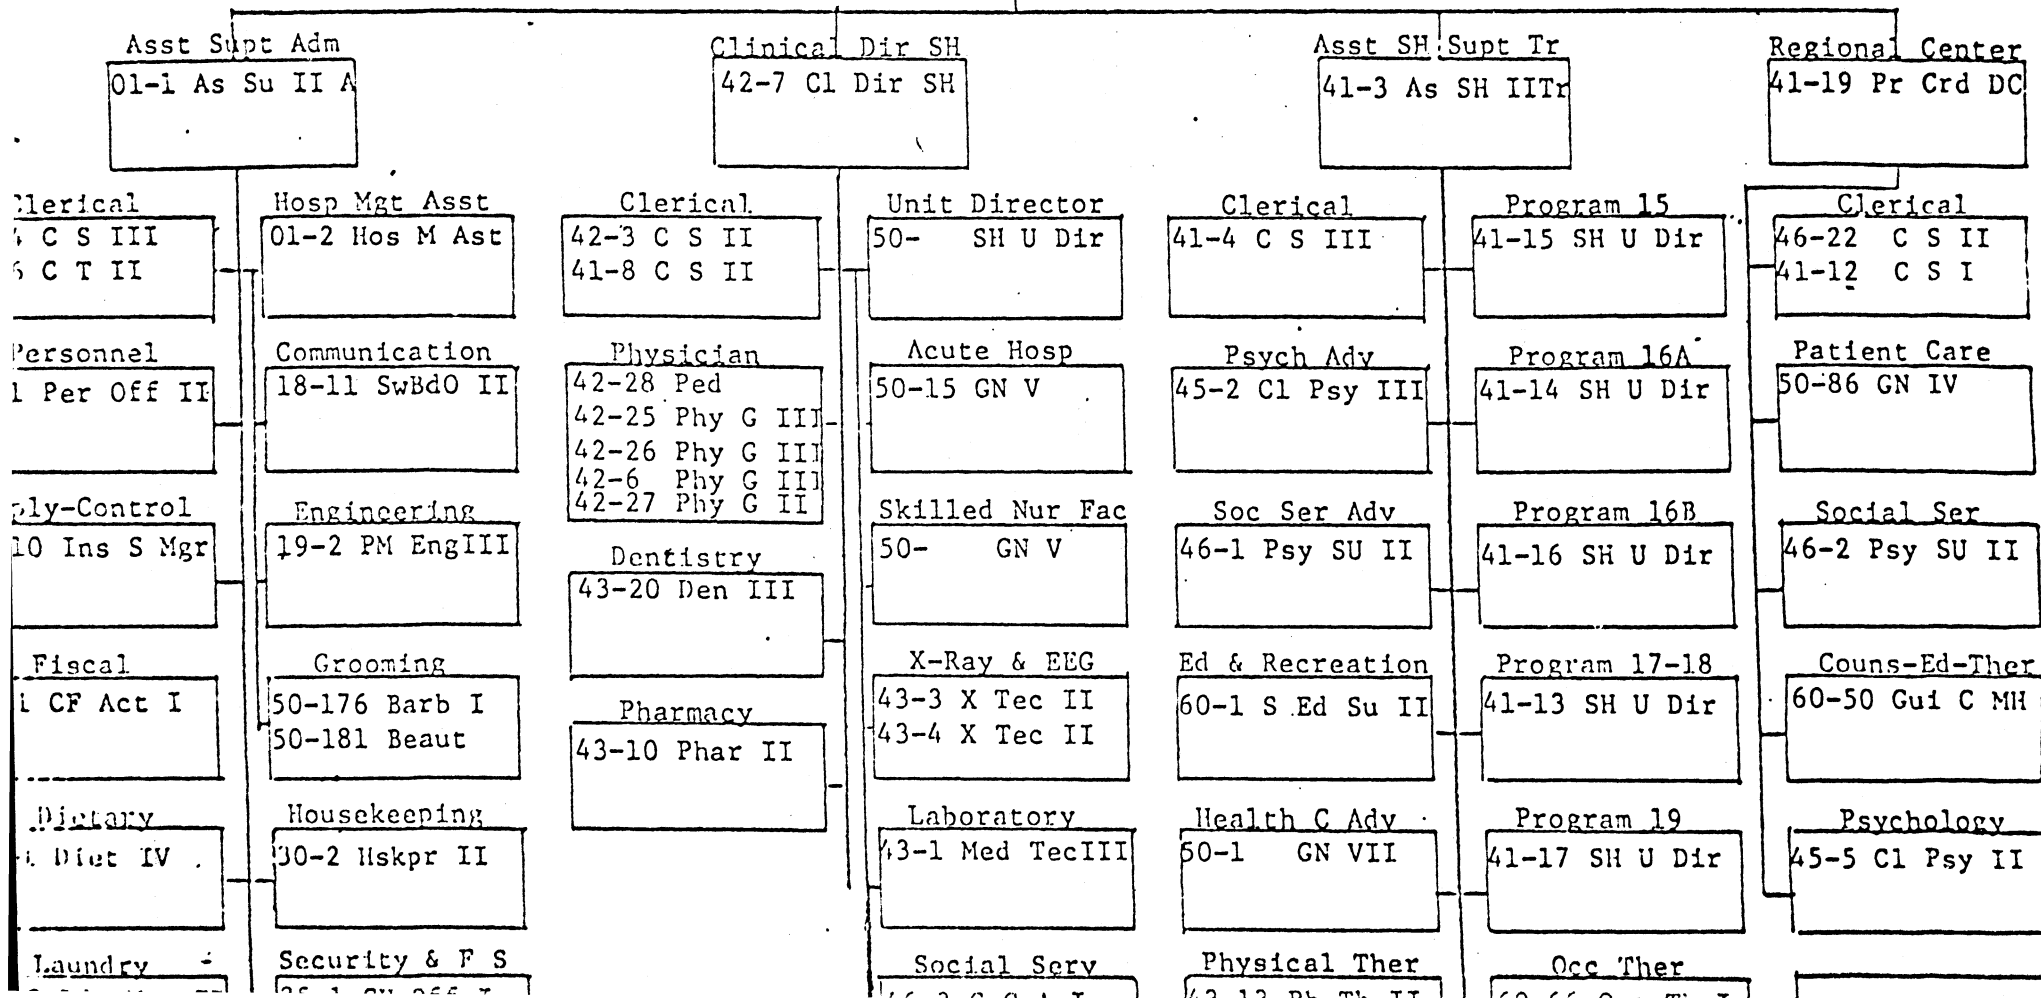 Asst Supt Adm
01-1 As Su II A
Clinical Dir SH
42-7 Cl Dir SH
Asst SH Supt Tr
41-3 As SH IITr
Regional Center
41-19 Pr Crd DC
Clerical
C S III
C T II
Hosp Mgt Asst
01-2 Hos M Ast
Clerical
42-3 C S II
41-8 C S II
Unit Director
50- SH U Dir
Clerical
41-4 C S III
Program 15
41-15 SH U Dir
Clerical
46-22 C S II
41-12 C S I
Personnel
1 Per Off II
Communication
18-11 SwBdO II
Physician
42-28 Ped
42-25 Phy G III
42-26 Phy G III
42-6 Phy G III
42-27 Phy G II
Acute Hosp
50-15 GN V
Psych Adv
45-2 Cl Psy III
Program 16A
41-14 SH U Dir
Patient Care
50-86 GN IV
ply-Control
10 Ins S Mgr
Engineering
19-2 PM EngIII
Dentistry
43-20 Den III
Skilled Nur Fac
50- GN V
Soc Ser Adv
46-1 Psy SU II
Program 16B
41-16 SH U Dir
Social Ser
46-2 Psy SU II
Fiscal
CF Act I
Grooming
50-176 Barb I
50-181 Beaut
Pharmacy
43-10 Phar II
X-Ray & EEG
43-3 X Tec II
43-4 X Tec II
Ed & Recreation
60-1 S Ed Su II
Program 17-18
41-13 SH U Dir
Couns-Ed-Ther
60-50 Gui C MH
Dietary
Diet IV
Housekeeping
30-2 Hskpr II
Laboratory
43-1 Med TecIII
Health C Adv
50-1 GN VII
Program 19
41-17 SH U Dir
Psychology
45-5 Cl Psy II
Laundry
Security & F S
Social Serv
Physical Ther
Occ Ther